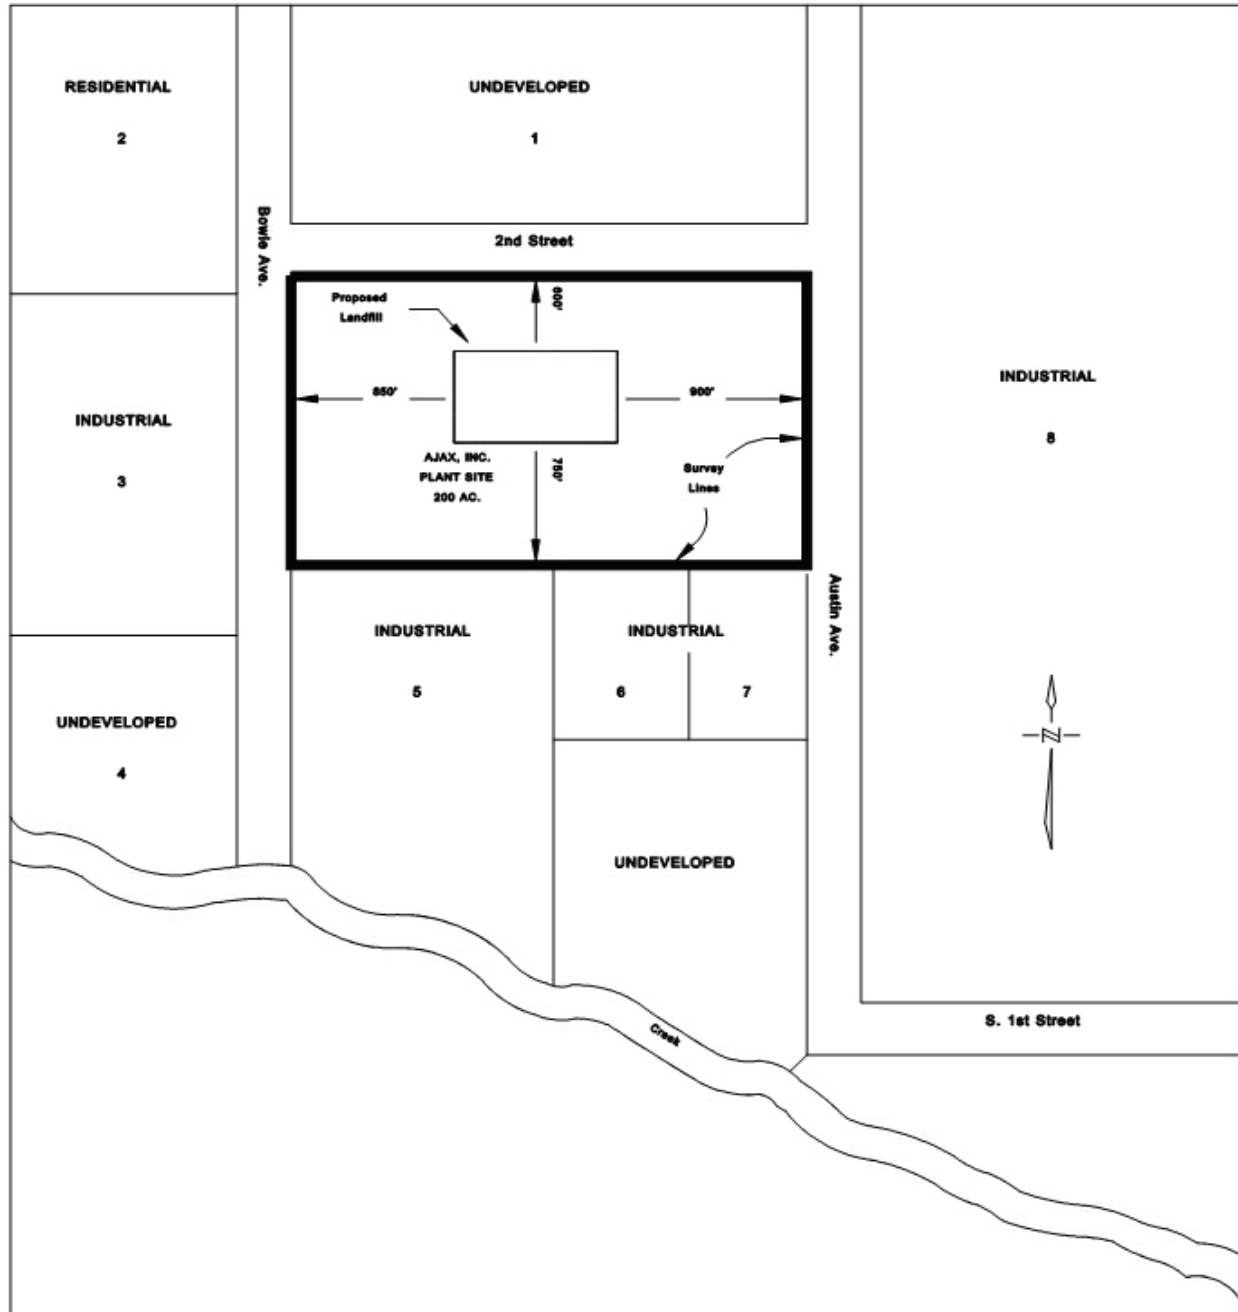 RESIDENTIAL
2
UNDEVELOPED
1
Bowie Ave.
2nd Street
Proposed
Landfill
600'
850'
900'
INDUSTRIAL
3
INDUSTRIAL
8
AJAX, INC.
PLANT SITE
200 AC.
750'
Survey
Lines
Austin Ave.
INDUSTRIAL
5
INDUSTRIAL
6
7
UNDEVELOPED
4
N
UNDEVELOPED
S. 1st Street
Creek